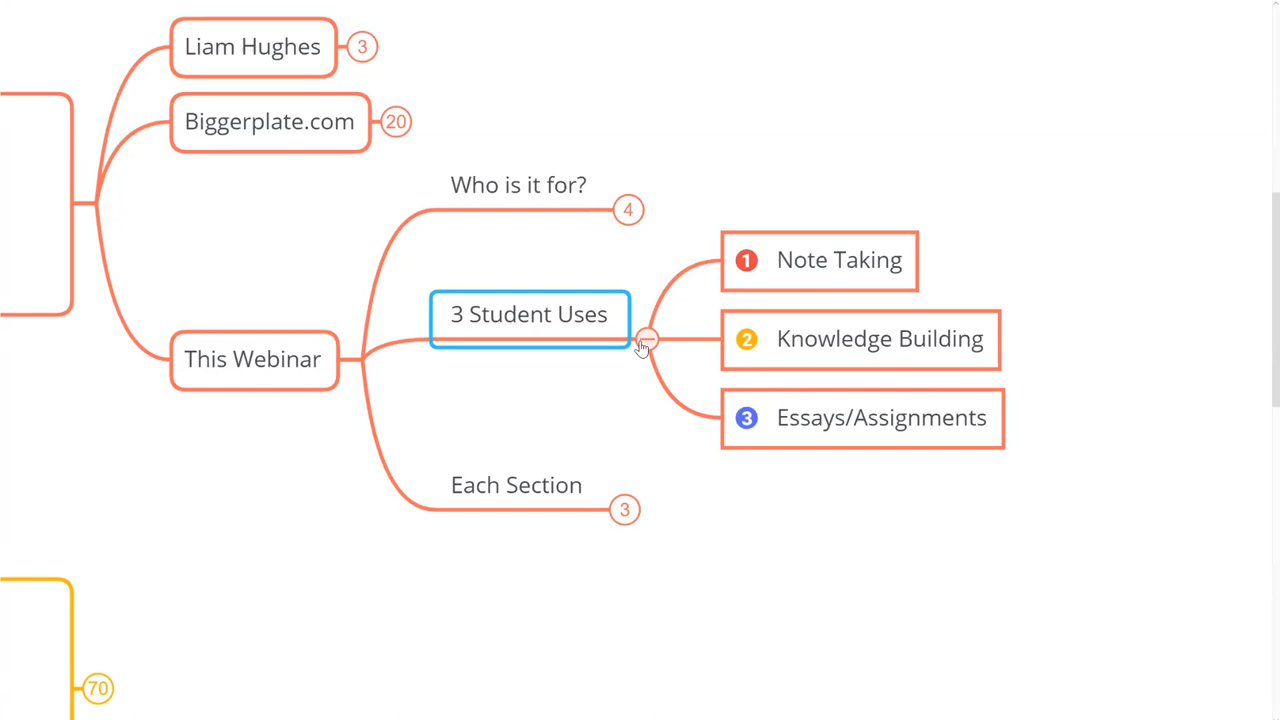 Liam Hughes
3
Biggerplate.com
20
Who is it for?
4
1 Note Taking
3 Student Uses
2 Knowledge Building
This Webinar
3 Essays/Assignments
Each Section
3
70